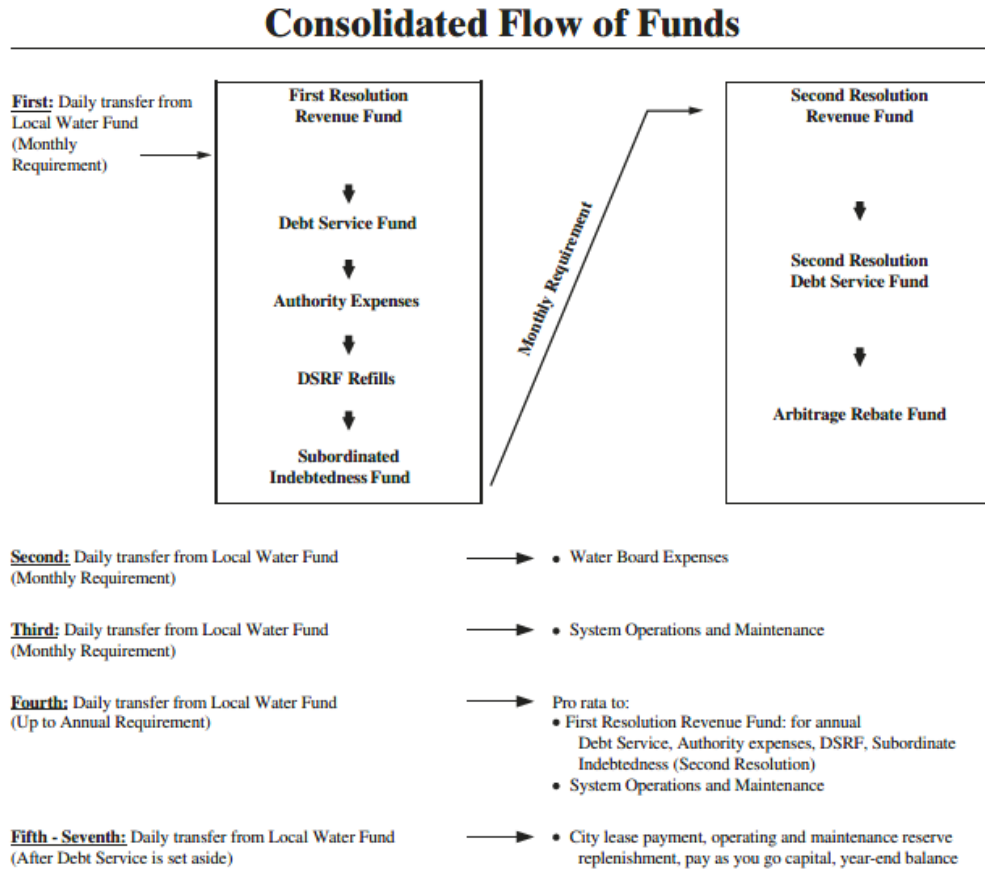 Consolidated Flow of Funds
First: Daily transfer from
Local Water Fund
(Monthly
Requirement)
First Resolution
Revenue Fund
Debt Service Fund
Authority Expenses
DSRF Refills
Subordinated
Indebtedness Fund
Monthly Requirement
Second Resolution
Revenue Fund
Second Resolution
Debt Service Fund
Arbitrage Rebate Fund
Second: Daily transfer from Local Water Fund
(Monthly Requirement)
• Water Board Expenses
Third: Daily transfer from Local Water Fund
(Monthly Requirement)
• System Operations and Maintenance
Fourth: Daily transfer from Local Water Fund
(Up to Annual Requirement)
Pro rata to:
• First Resolution Revenue Fund: for annual
Debt Service, Authority expenses, DSRF, Subordinate
Indebtedness (Second Resolution)
• System Operations and Maintenance
Fifth - Seventh: Daily transfer from Local Water Fund
(After Debt Service is set aside)
• City lease payment, operating and maintenance reserve
replenishment, pay as you go capital, year-end balance